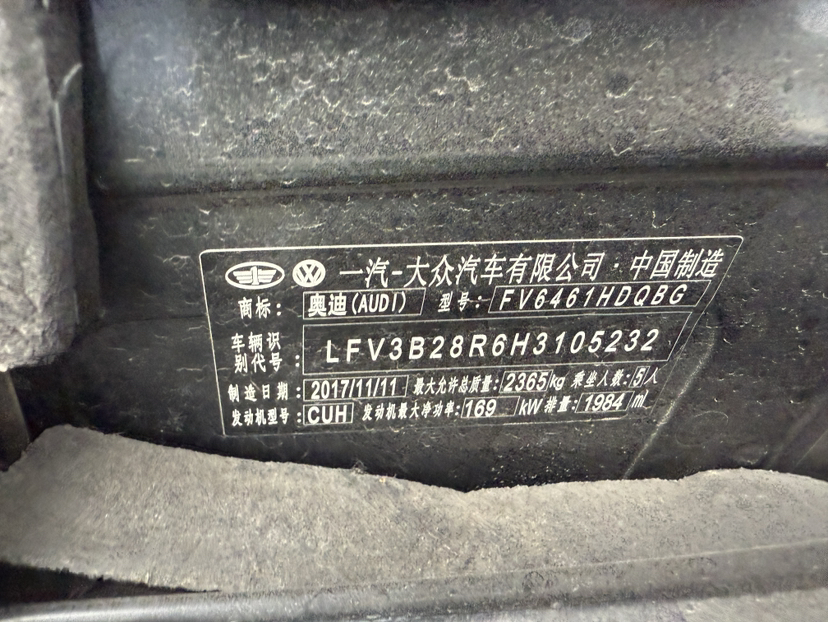 一汽-大众汽车有限公司·中国制造
商标：奥迪(AUDI) 型号：FV6461HDQBG
车辆识别代号：LFV3B28R6H3105232
制造日期：2017/11/11 最大允许总质量：2365kg 乘坐人数：5人
发动机型号：CUH 发动机最大净功率：169 kW 排量：1984 ml